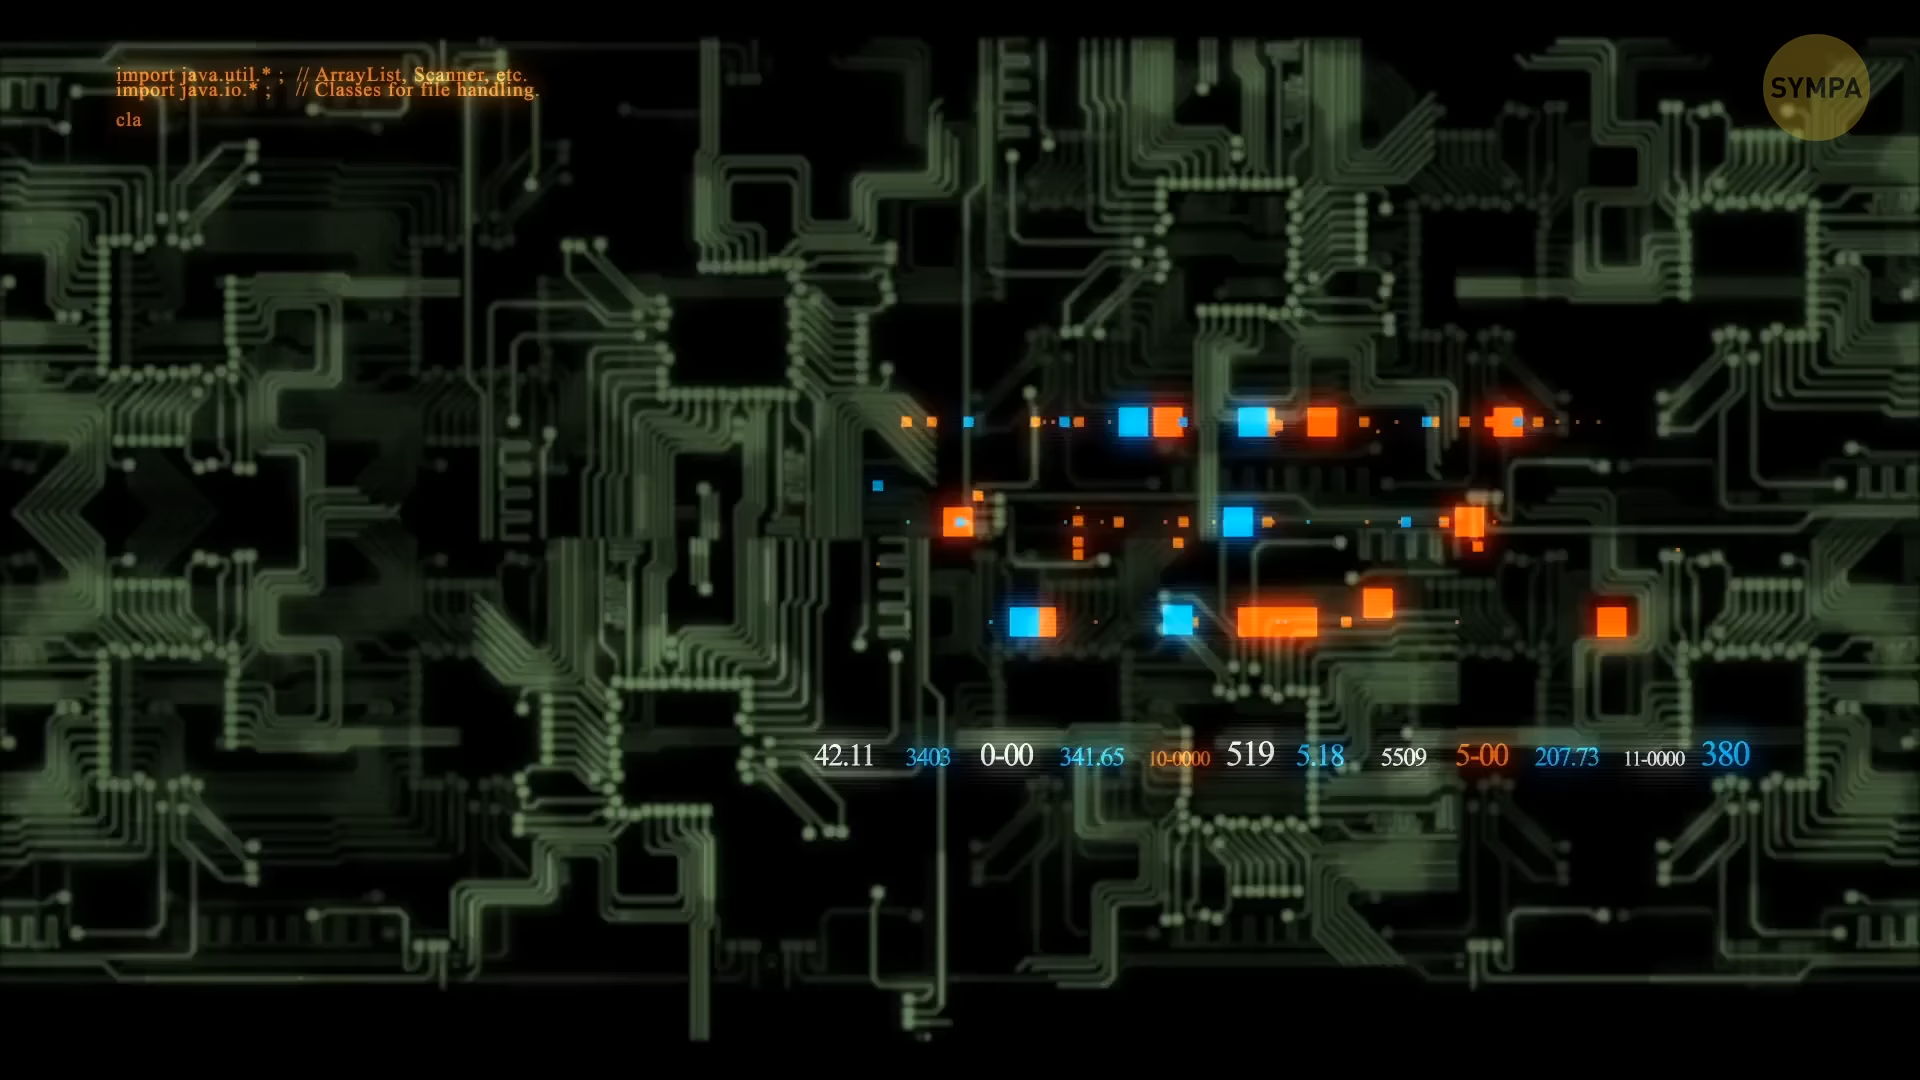 import java.util.* ;  // ArrayList, Scanner, etc.
import java.io.* ;  // Classes for file handling.
cla
SYMPA
42.11 3403 0-00 341.65 10-0000 519 5.18 5509 5-00 207.73 11-0000 380